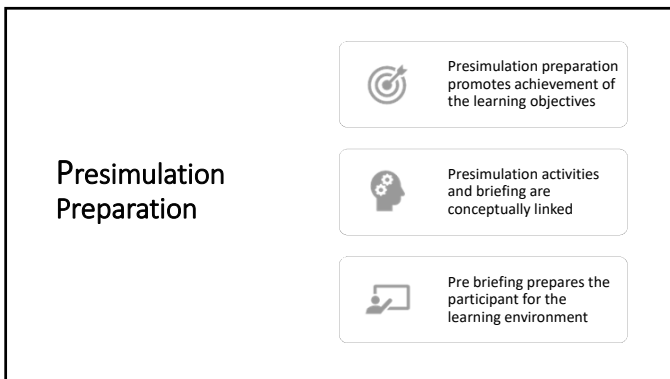 Presimulation
Preparation
Presimulation preparation
promotes achievement of
the learning objectives
Presimulation activities
and briefing are
conceptually linked
Pre briefing prepares the
participant for the
learning environment